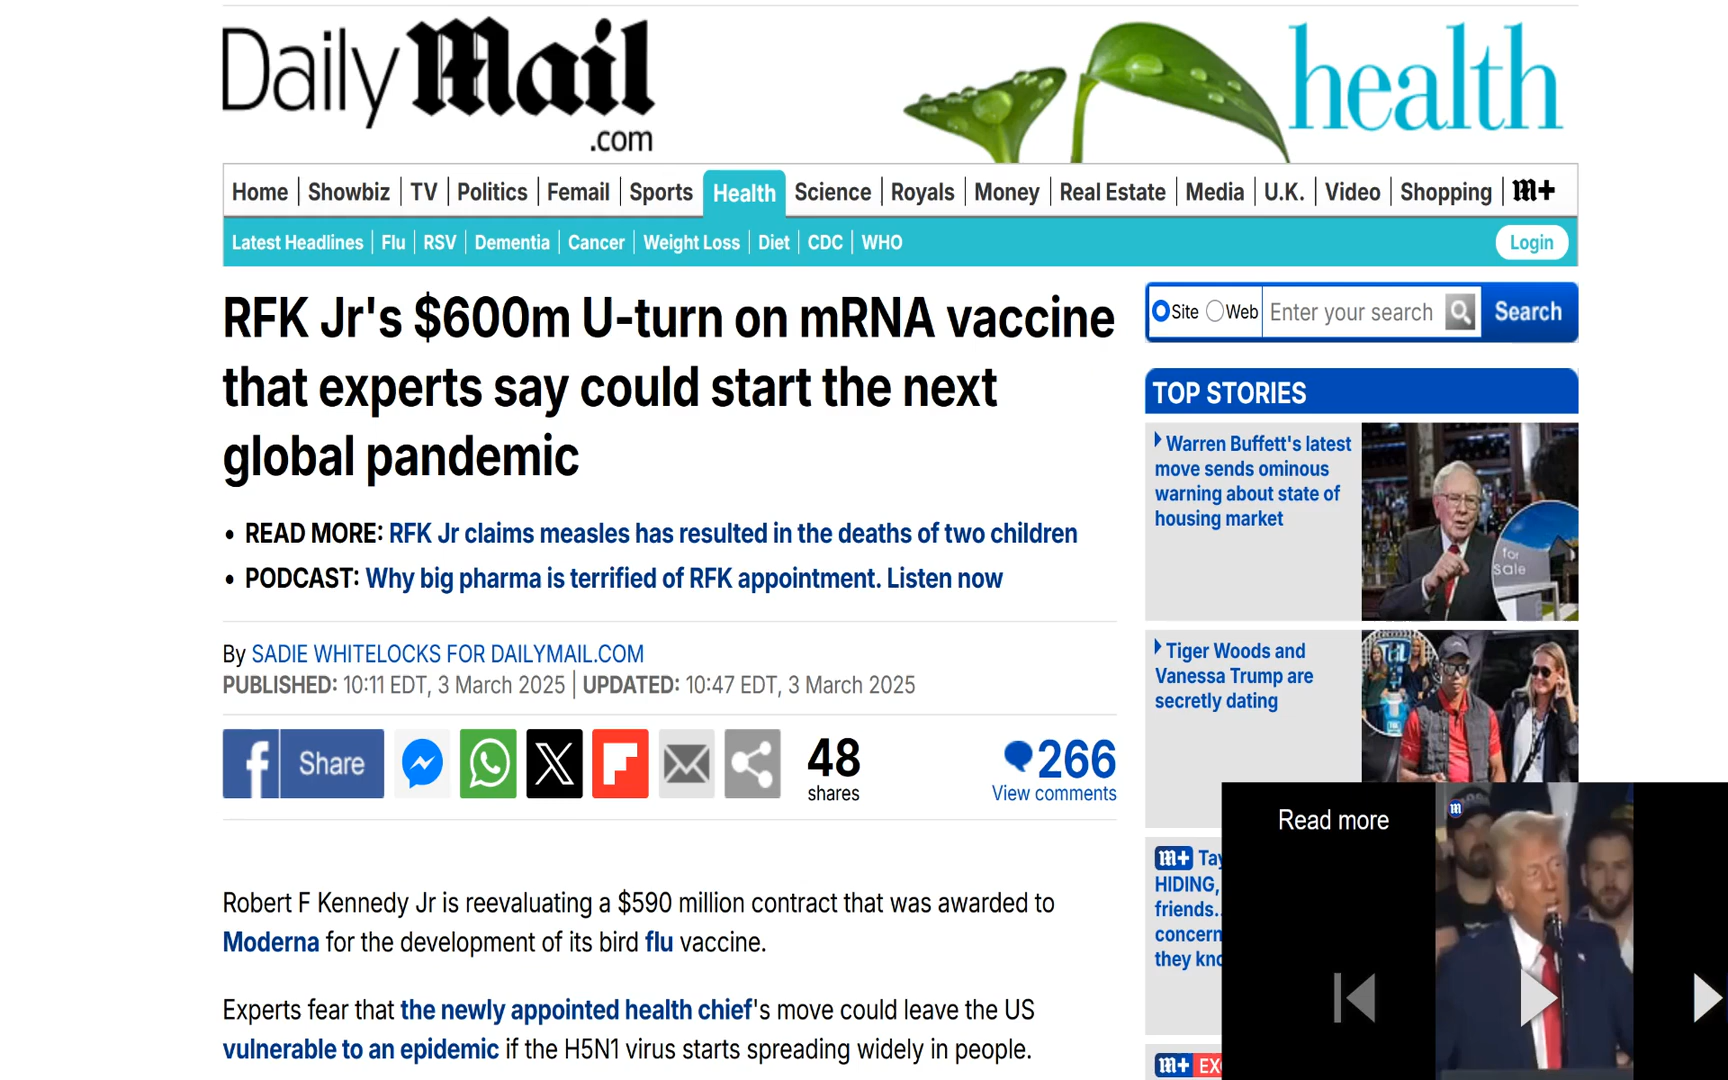 Daily Mail
.com
health
Home Showbiz TV Politics Femail Sports Health Science Royals Money Real Estate Media U.K. Video Shopping m+
Latest Headlines Flu RSV Dementia Cancer Weight Loss Diet CDC WHO Login
RFK Jr's $600m U-turn on mRNA vaccine
that experts say could start the next
global pandemic
• READ MORE: RFK Jr claims measles has resulted in the deaths of two children
• PODCAST: Why big pharma is terrified of RFK appointment. Listen now
By SADIE WHITELOCKS FOR DAILYMAIL.COM
PUBLISHED: 10:11 EDT, 3 March 2025 | UPDATED: 10:47 EDT, 3 March 2025
f Share
48
shares
266
View comments
Robert F Kennedy Jr is reevaluating a $590 million contract that was awarded to
Moderna for the development of its bird flu vaccine.
Experts fear that the newly appointed health chief's move could leave the US
vulnerable to an epidemic if the H5N1 virus starts spreading widely in people.
Site Web Enter your search Search
TOP STORIES
Warren Buffett's latest
move sends ominous
warning about state of
housing market
for
sale
Tiger Woods and
Vanessa Trump are
secretly dating
m+ Tay
HIDING,
friends..
concern
they kno
m+ EX
Read more
m